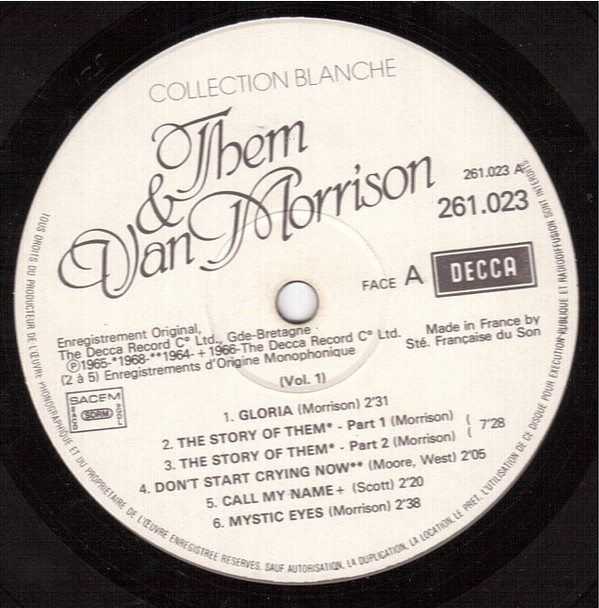 COLLECTION BLANCHE
Them
& Van Morrison
261.023 A
261.023
FACE A
DECCA
Enregistrement Original,
The Decca Record C° Ltd., Gde-Bretagne
Ⓟ1965-*1968-**1964-+1966-The Decca Record C° Ltd.
(2 à 5) Enregistrements d'Origine Monophonique
Made in France by
Sté. Française du Son
SACEM
SDRM
(Vol. 1)
1. GLORIA (Morrison) 2'31
2. THE STORY OF THEM* - Part 1 (Morrison)
3. THE STORY OF THEM* - Part 2 (Morrison) 7'28
4. DON'T START CRYING NOW** (Moore, West) 2'05
5. CALL MY NAME+ (Scott) 2'20
6. MYSTIC EYES (Morrison) 2'38
TOUS DROITS DU PRODUCTEUR DE L'ŒUVRE PHONOGRAPHIQUE ET DU PROPRIETAIRE DE L'ŒUVRE ENREGISTREE RESERVES. SAUF AUTORISATION, LA DUPLICATION, LA LOCATION, LE PRET, L'UTILISATION DE CE DISQUE POUR EXECUTION PUBLIQUE ET RADIODIFFUSION SONT INTERDITS